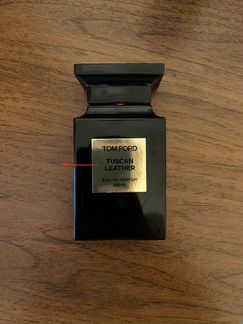 TOM FORD
TUSCAN
LEATHER
EAU DE PARFUM
100 ML